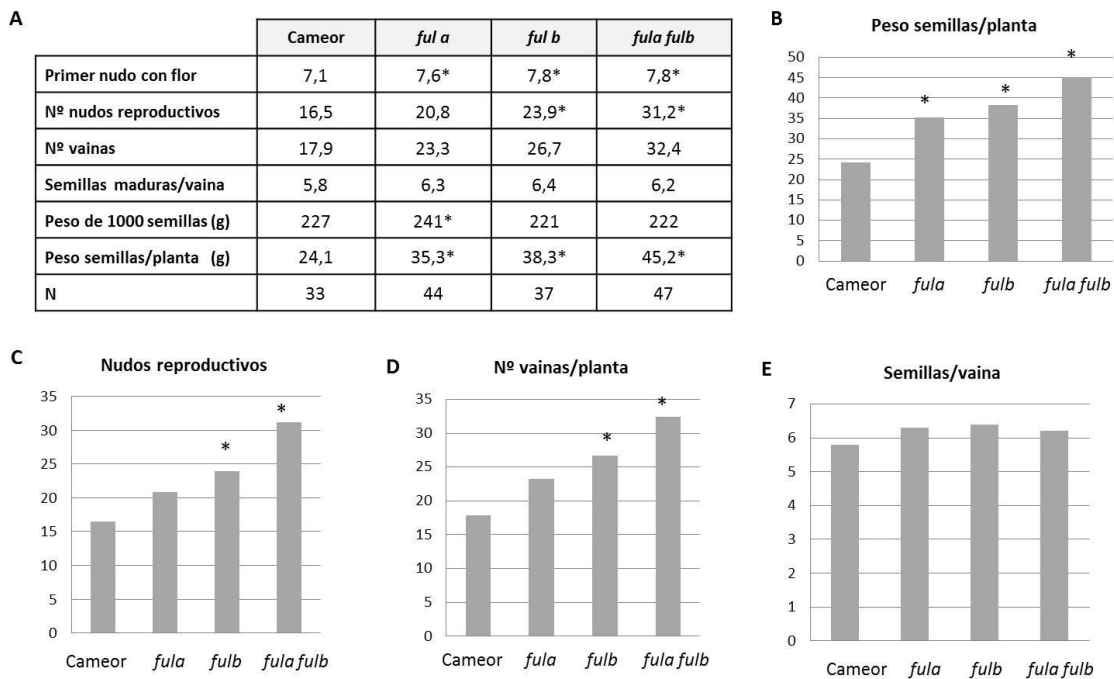 A
Cameor ful a ful b fula fulb
Primer nudo con flor 7,1 7,6* 7,8* 7,8*
Nº nudos reproductivos 16,5 20,8 23,9* 31,2*
Nº vainas 17,9 23,3 26,7 32,4
Semillas maduras/vaina 5,8 6,3 6,4 6,2
Peso de 1000 semillas (g) 227 241* 221 222
Peso semillas/planta (g) 24,1 35,3* 38,3* 45,2*
N 33 44 37 47
B
Peso semillas/planta
50
45
40
35
30
25
20
15
10
5
0
* * *
Cameor fula fulb fula fulb
C
Nudos reproductivos
35
30
25
20
15
10
5
0
* *
Cameor fula fulb fula fulb
D
Nº vainas/planta
35
30
25
20
15
10
5
0
* *
Cameor fula fulb fula fulb
E
Semillas/vaina
7
6
5
4
3
2
1
0
Cameor fula fulb fula fulb